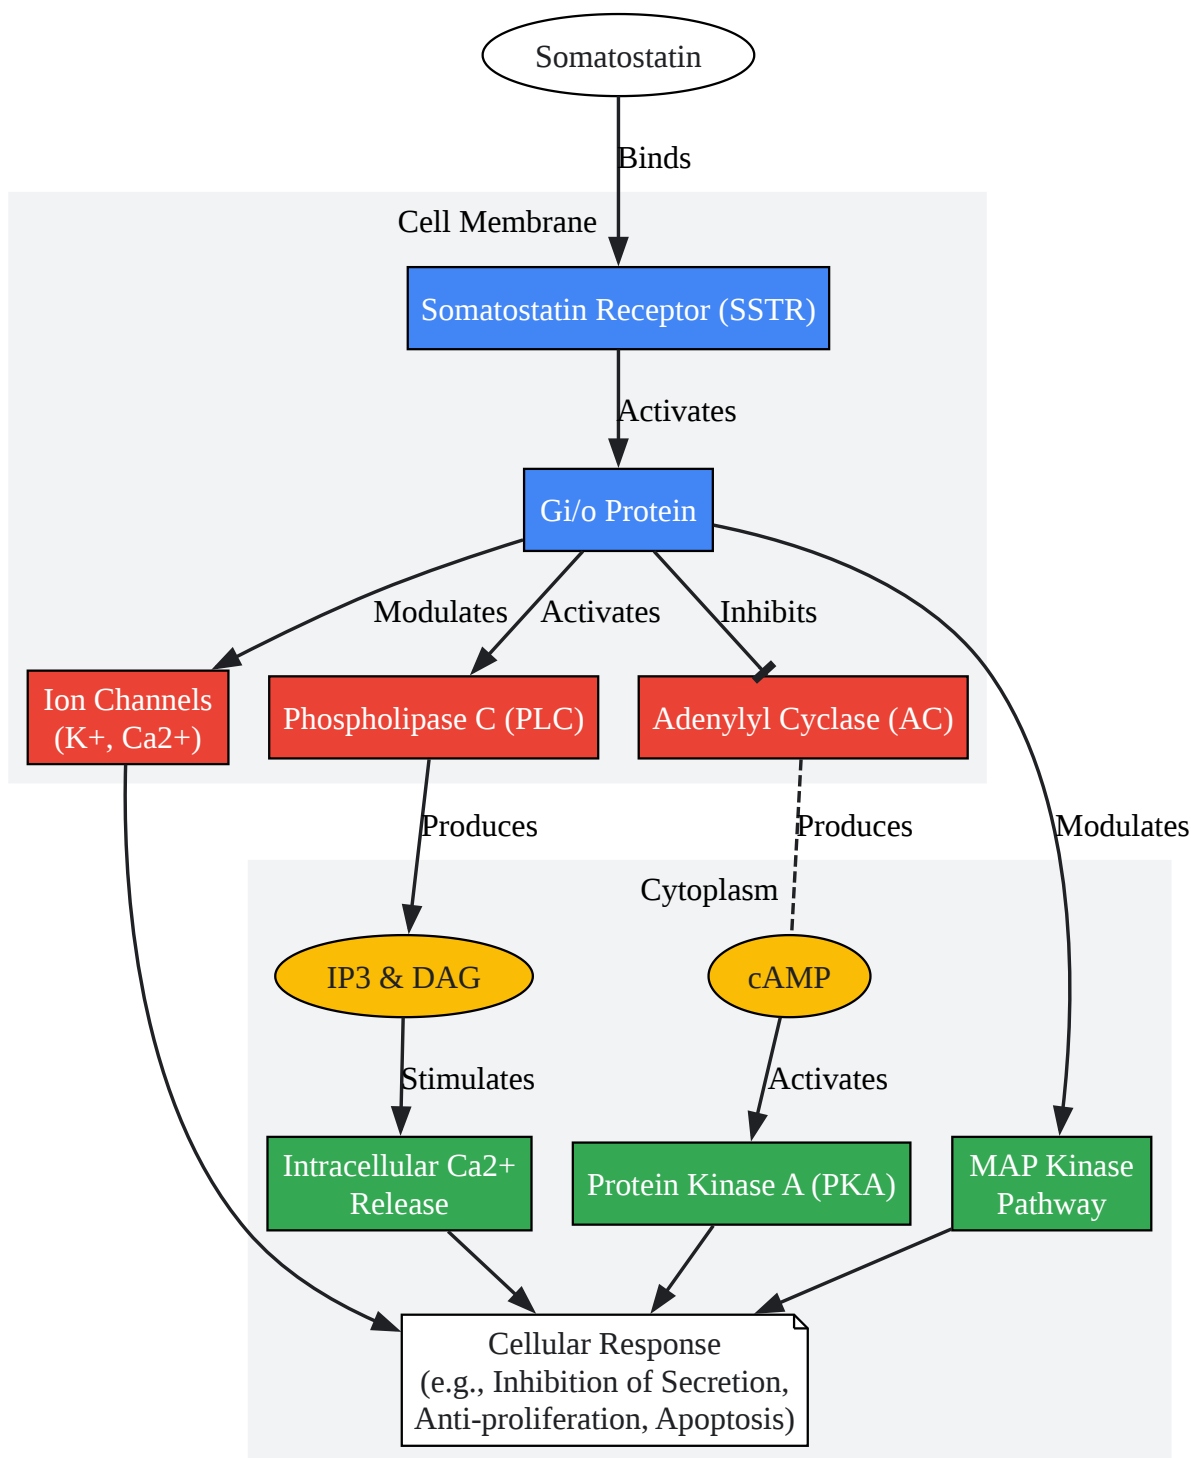 Somatostatin
Binds
Cell Membrane
Somatostatin Receptor (SSTR)
Activates
Gi/o Protein
Modulates
Activates
Inhibits
Ion Channels
(K+, Ca2+)
Phospholipase C (PLC)
Adenylyl Cyclase (AC)
Produces
Produces
Modulates
Cytoplasm
IP3 & DAG
cAMP
Stimulates
Activates
Intracellular Ca2+
Release
Protein Kinase A (PKA)
MAP Kinase
Pathway
Cellular Response
(e.g., Inhibition of Secretion,
Anti-proliferation, Apoptosis)